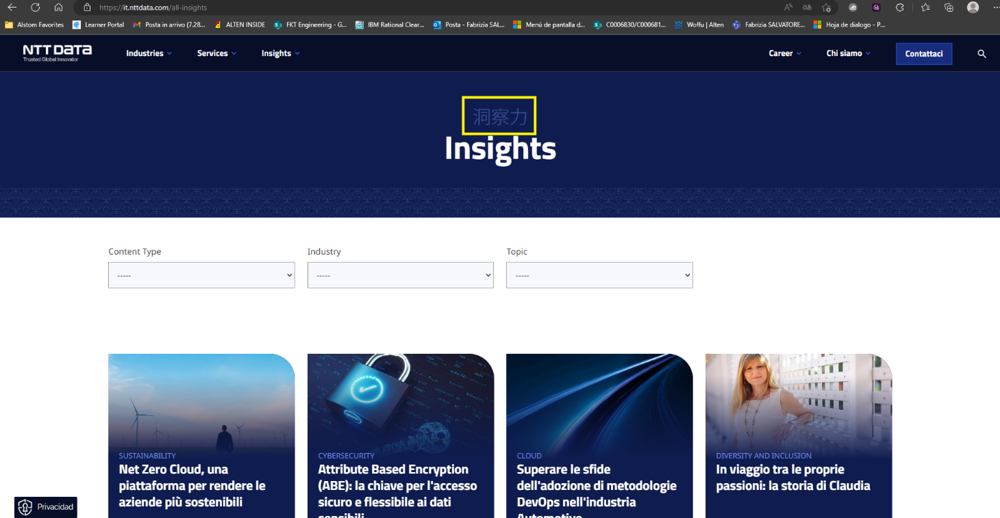 https://it.nttdata.com/all-insights
Alstom Favorites Learner Portal Posta in arrivo (7.28... ALTEN INSIDE FKT Engineering - G... IBM Rational Clear... Posta - Fabrizia SAL... Menú de pantalla d... C0006830/C000681... Woffu | Alten Fabrizia SALVATORE... Hoja de dialogo - P...
NTT DATA
Trusted Global Innovator
Industries Services Insights Career Chi siamo Contattaci
洞察力
Insights
Content Type Industry Topic
----- ----- -----
SUSTAINABILITY
Net Zero Cloud, una
piattaforma per rendere le
aziende più sostenibili
CYBERSECURITY
Attribute Based Encryption
(ABE): la chiave per l'accesso
sicuro e flessibile ai dati
sensibili
CLOUD
Superare le sfide
dell'adozione di metodologie
DevOps nell'industria
Automotive
DIVERSITY AND INCLUSION
In viaggio tra le proprie
passioni: la storia di Claudia
Privacidad